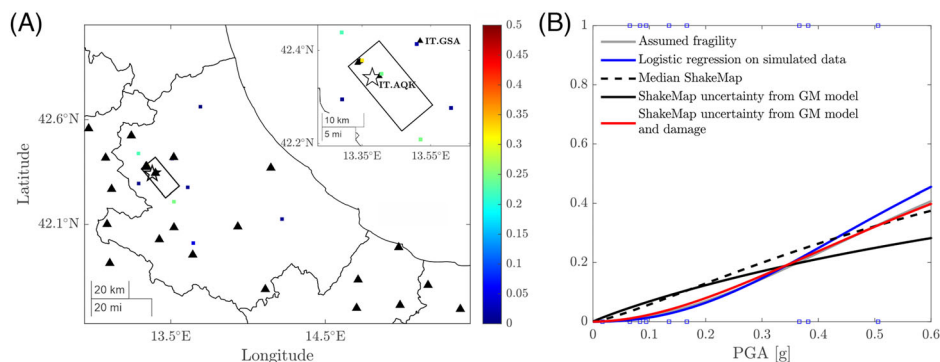 (A)
42.6°N
42.1°N
Latitude
13.5°E
14.5°E
Longitude
20 km
20 mi
42.4°N
42.2°N
13.35°E
13.55°E
10 km
5 mi
IT.GSA
IT.AQK
0.5
0.45
0.4
0.35
0.3
0.25
0.2
0.15
0.1
0.05
0
(B)
1
0.8
0.6
0.4
0.2
0
Assumed fragility
Logistic regression on simulated data
Median ShakeMap
ShakeMap uncertainty from GM model
ShakeMap uncertainty from GM model
and damage
0
0.1
0.2
0.3
0.4
0.5
0.6
PGA [g]